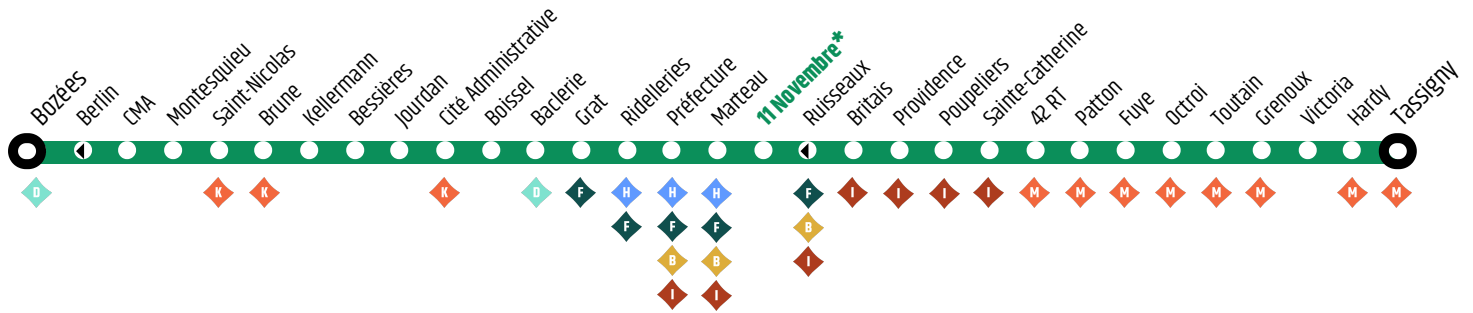 Bozées
Berlin
CMA
Montesquieu
Saint-Nicolas
Brune
Kellermann
Bessières
Jourdan
Cité Administrative
Boissel
Baclerie
Grat
Ridelleries
Préfecture
Marteau
11 Novembre*
Ruisseaux
Britais
Providence
Poupeliers
Sainte-Catherine
42 RT
Patton
Fuye
Octroi
Toutain
Grenoux
Victoria
Hardy
Tassigny
D K K K D F H H H F I I I I M M M M M M M M
F F F B
B B I
I I